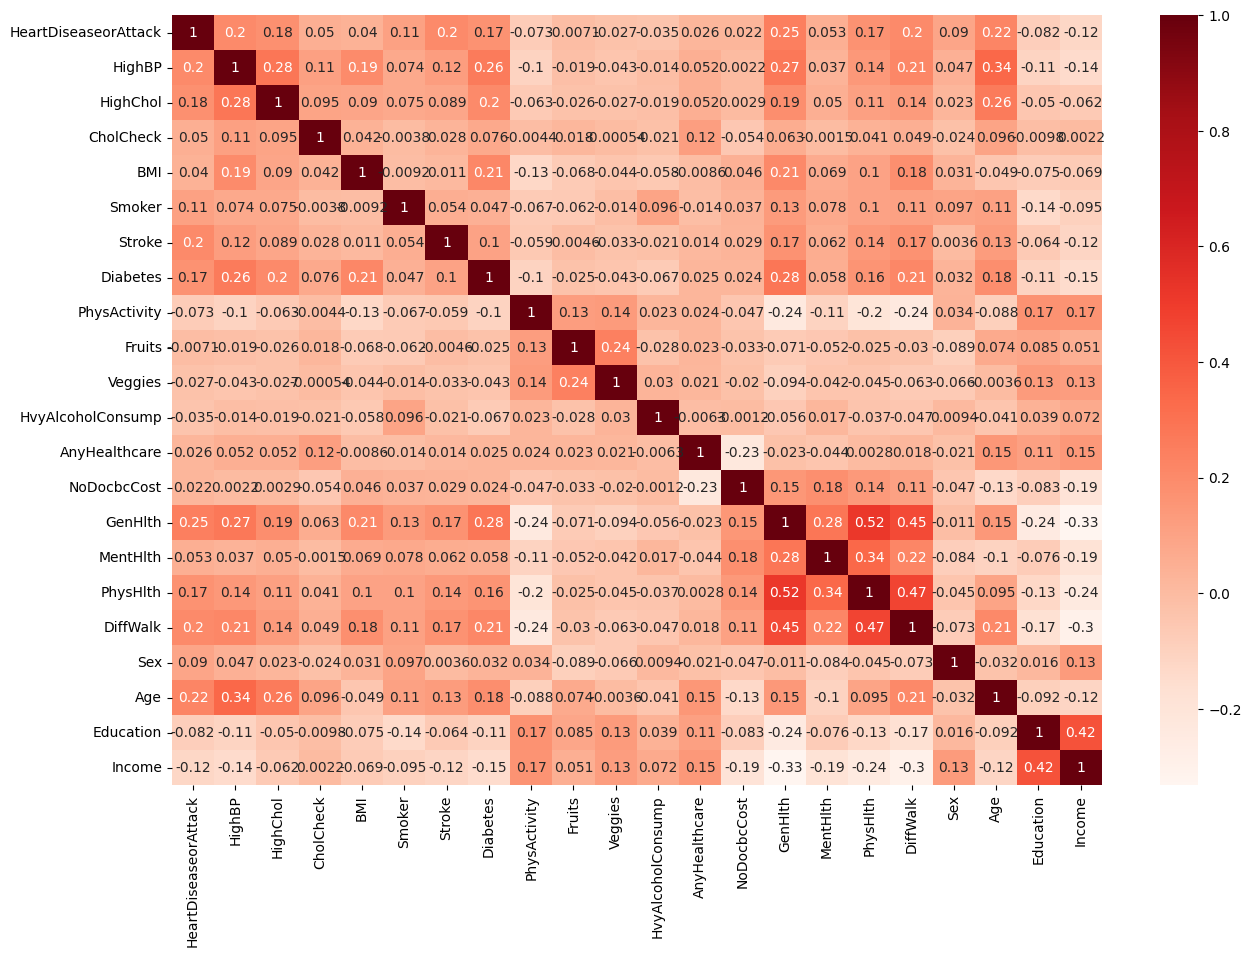 HeartDiseaseorAttack 1 0.2 0.18 0.05 0.04 0.11 0.2 0.17 -0.073 -0.0071 -0.027 -0.035 0.026 0.022 0.25 0.053 0.17 0.2 0.09 0.22 -0.082 -0.12
HighBP 0.2 1 0.28 0.11 0.19 0.074 0.12 0.26 -0.1 -0.019 -0.043 -0.014 0.052 0.0022 0.27 0.037 0.14 0.21 0.047 0.34 -0.11 -0.14
HighChol 0.18 0.28 1 0.095 0.09 0.075 0.089 0.2 -0.063 -0.026 -0.027 -0.019 0.052 0.0029 0.19 0.05 0.11 0.14 0.023 0.26 -0.05 -0.062
CholCheck 0.05 0.11 0.095 1 0.042 -0.0038 0.028 0.076 -0.0044 0.018 -0.00054 -0.021 0.12 -0.054 0.063 -0.0015 0.041 0.049 -0.024 0.096 -0.0098 0.0022
BMI 0.04 0.19 0.09 0.042 1 -0.0092 0.011 0.21 -0.13 -0.068 -0.044 -0.058 -0.0086 0.046 0.21 0.069 0.1 0.18 0.031 -0.049 -0.075 -0.069
Smoker 0.11 0.074 0.075 -0.0038 -0.0092 1 0.054 0.047 -0.067 -0.062 -0.014 0.096 -0.014 0.037 0.13 0.078 0.1 0.11 0.097 0.11 -0.14 -0.095
Stroke 0.2 0.12 0.089 0.028 0.011 0.054 1 0.1 -0.059 -0.0046 -0.033 -0.021 0.014 0.029 0.17 0.062 0.14 0.17 0.0036 0.13 -0.064 -0.12
Diabetes 0.17 0.26 0.2 0.076 0.21 0.047 0.1 1 -0.1 -0.025 -0.043 -0.067 0.025 0.024 0.28 0.058 0.16 0.21 0.032 0.18 -0.11 -0.15
PhysActivity -0.073 -0.1 -0.063 -0.0044 -0.13 -0.067 -0.059 -0.1 1 0.13 0.14 0.023 0.024 -0.047 -0.24 -0.11 -0.2 -0.24 0.034 -0.088 0.17 0.17
Fruits -0.0071 -0.019 -0.026 0.018 -0.068 -0.062 -0.0046 -0.025 0.13 1 0.24 -0.028 0.023 -0.033 -0.071 -0.052 -0.025 -0.03 -0.089 0.074 0.085 0.051
Veggies -0.027 -0.043 -0.027 -0.00054 -0.044 -0.014 -0.033 -0.043 0.14 0.24 1 0.03 0.021 -0.02 -0.094 -0.042 -0.045 -0.063 -0.066 -0.0036 0.13 0.13
HvyAlcoholConsump -0.035 -0.014 -0.019 -0.021 -0.058 0.096 -0.021 -0.067 0.023 -0.028 0.03 1 -0.0063 -0.0012 -0.056 0.017 -0.037 -0.047 0.0094 -0.041 0.039 0.072
AnyHealthcare 0.026 0.052 0.052 0.12 -0.0086 -0.014 0.014 0.025 0.024 0.023 0.021 -0.0063 1 -0.23 -0.023 -0.044 0.0028 0.018 -0.021 0.15 0.11 0.15
NoDocbcCost 0.022 0.0022 0.0029 -0.054 0.046 0.037 0.029 0.024 -0.047 -0.033 -0.02 -0.0012 -0.23 1 0.15 0.18 0.14 0.11 -0.047 -0.13 -0.083 -0.19
GenHlth 0.25 0.27 0.19 0.063 0.21 0.13 0.17 0.28 -0.24 -0.071 -0.094 -0.056 -0.023 0.15 1 0.28 0.52 0.45 -0.011 0.15 -0.24 -0.33
MentHlth 0.053 0.037 0.05 -0.0015 0.069 0.078 0.062 0.058 -0.11 -0.052 -0.042 0.017 -0.044 0.18 0.28 1 0.34 0.22 -0.084 -0.1 -0.076 -0.19
PhysHlth 0.17 0.14 0.11 0.041 0.1 0.1 0.14 0.16 -0.2 -0.025 -0.045 -0.037 0.0028 0.14 0.52 0.34 1 0.47 -0.045 0.095 -0.13 -0.24
DiffWalk 0.2 0.21 0.14 0.049 0.18 0.11 0.17 0.21 -0.24 -0.03 -0.063 -0.047 0.018 0.11 0.45 0.22 0.47 1 -0.073 0.21 -0.17 -0.3
Sex 0.09 0.047 0.023 -0.024 0.031 0.097 0.0036 0.032 0.034 -0.089 -0.066 0.0094 -0.021 -0.047 -0.011 -0.084 -0.045 -0.073 1 -0.032 0.016 0.13
Age 0.22 0.34 0.26 0.096 -0.049 0.11 0.13 0.18 -0.088 0.074 -0.0036 -0.041 0.15 -0.13 0.15 -0.1 0.095 0.21 -0.032 1 -0.092 -0.12
Education -0.082 -0.11 -0.05 -0.0098 -0.075 -0.14 -0.064 -0.11 0.17 0.085 0.13 0.039 0.11 -0.083 -0.24 -0.076 -0.13 -0.17 0.016 -0.092 1 0.42
Income -0.12 -0.14 -0.062 0.0022 -0.069 -0.095 -0.12 -0.15 0.17 0.051 0.13 0.072 0.15 -0.19 -0.33 -0.19 -0.24 -0.3 0.13 -0.12 0.42 1
HeartDiseaseorAttack
HighBP
HighChol
CholCheck
BMI
Smoker
Stroke
Diabetes
PhysActivity
Fruits
Veggies
HvyAlcoholConsump
AnyHealthcare
NoDocbcCost
GenHlth
MentHlth
PhysHlth
DiffWalk
Sex
Age
Education
Income
1.0
0.8
0.6
0.4
0.2
0.0
−0.2